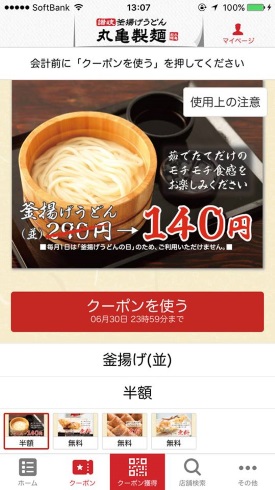 SoftBank 13:07 100%
讃岐釜揚げうどん
丸亀製麺
マイページ
会計前に「クーポンを使う」を押してください
使用上の注意
茹でたてだけの
モチモチ食感を
お楽しみください
釜揚げうどん
(並)290円→140円
■毎月1日は「釜揚げうどんの日」のため、ご利用いただけません。■
クーポンを使う
06月30日 23時59分まで
釜揚げ(並)
半額
半額 無料 無料 無料
ホーム クーポン クーポン獲得 店舗検索 その他